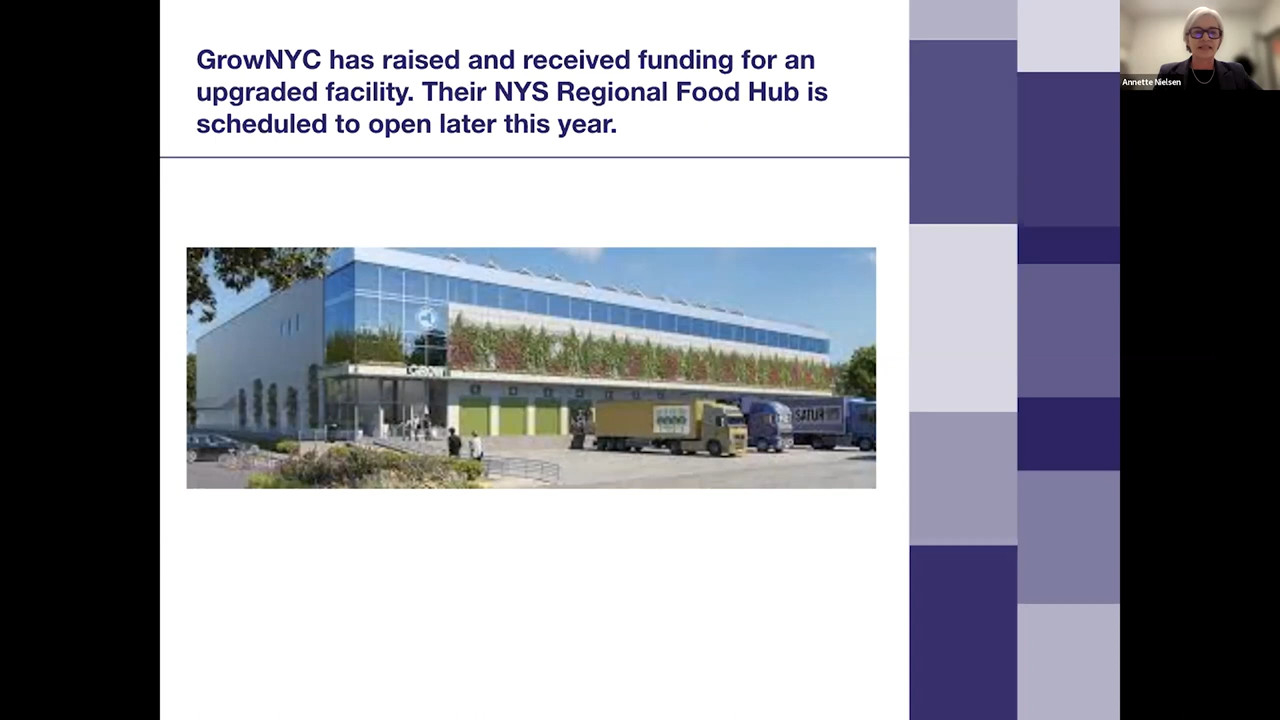 GrowNYC has raised and received funding for an
upgraded facility. Their NYS Regional Food Hub is
scheduled to open later this year.
Annette Nielsen
SATUR